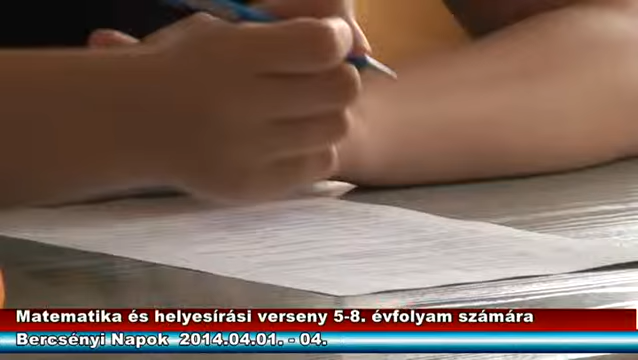 Matematika és helyesírási verseny 5-8. évfolyam számára
Bercsényi Napok 2014.04.01. - 04.